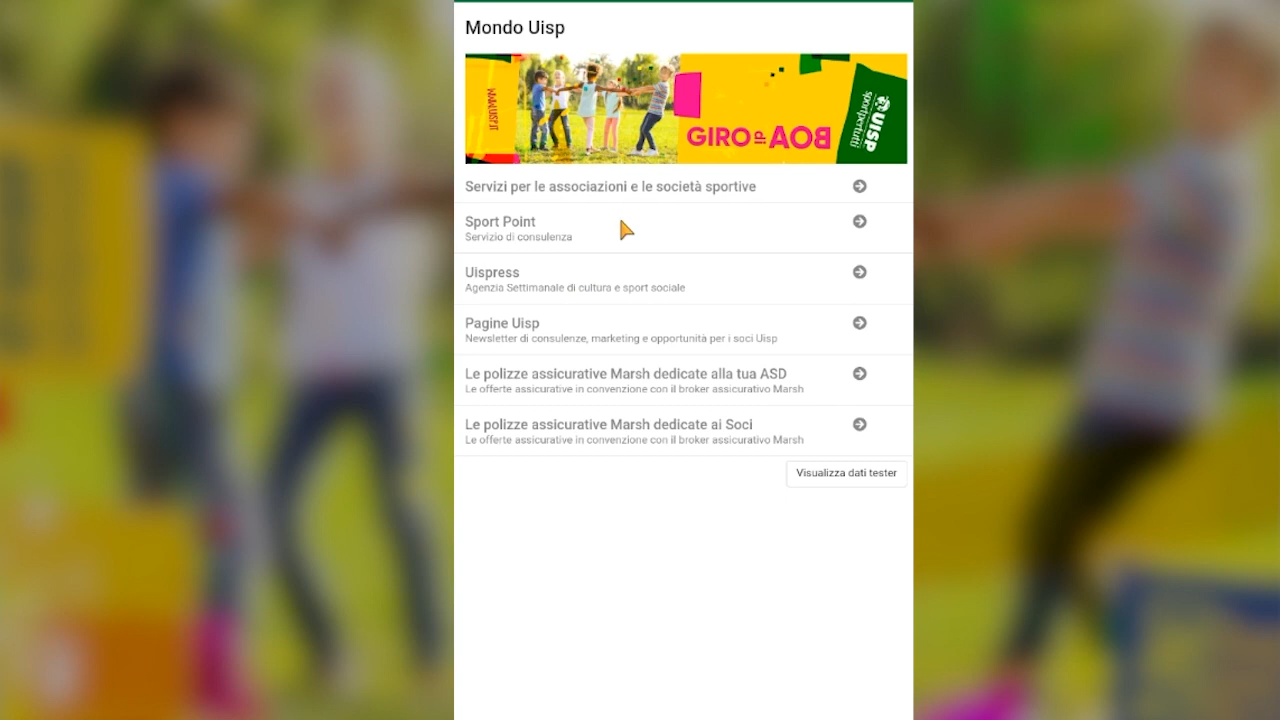 Mondo Uisp
WWW.UISP.IT
GIRO di BOA
UISP
sportpertutti
Servizi per le associazioni e le società sportive
Sport Point
Servizio di consulenza
Uispress
Agenzia Settimanale di cultura e sport sociale
Pagine Uisp
Newsletter di consulenze, marketing e opportunità per i soci Uisp
Le polizze assicurative Marsh dedicate alla tua ASD
Le offerte assicurative in convenzione con il broker assicurativo Marsh
Le polizze assicurative Marsh dedicate ai Soci
Le offerte assicurative in convenzione con il broker assicurativo Marsh
Visualizza dati tester